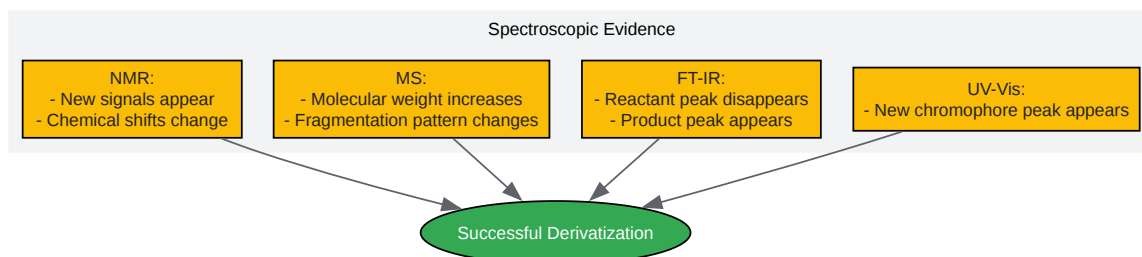 Spectroscopic Evidence
NMR:
- New signals appear
- Chemical shifts change
MS:
- Molecular weight increases
- Fragmentation pattern changes
FT-IR:
- Reactant peak disappears
- Product peak appears
UV-Vis:
- New chromophore peak appears
Successful Derivatization